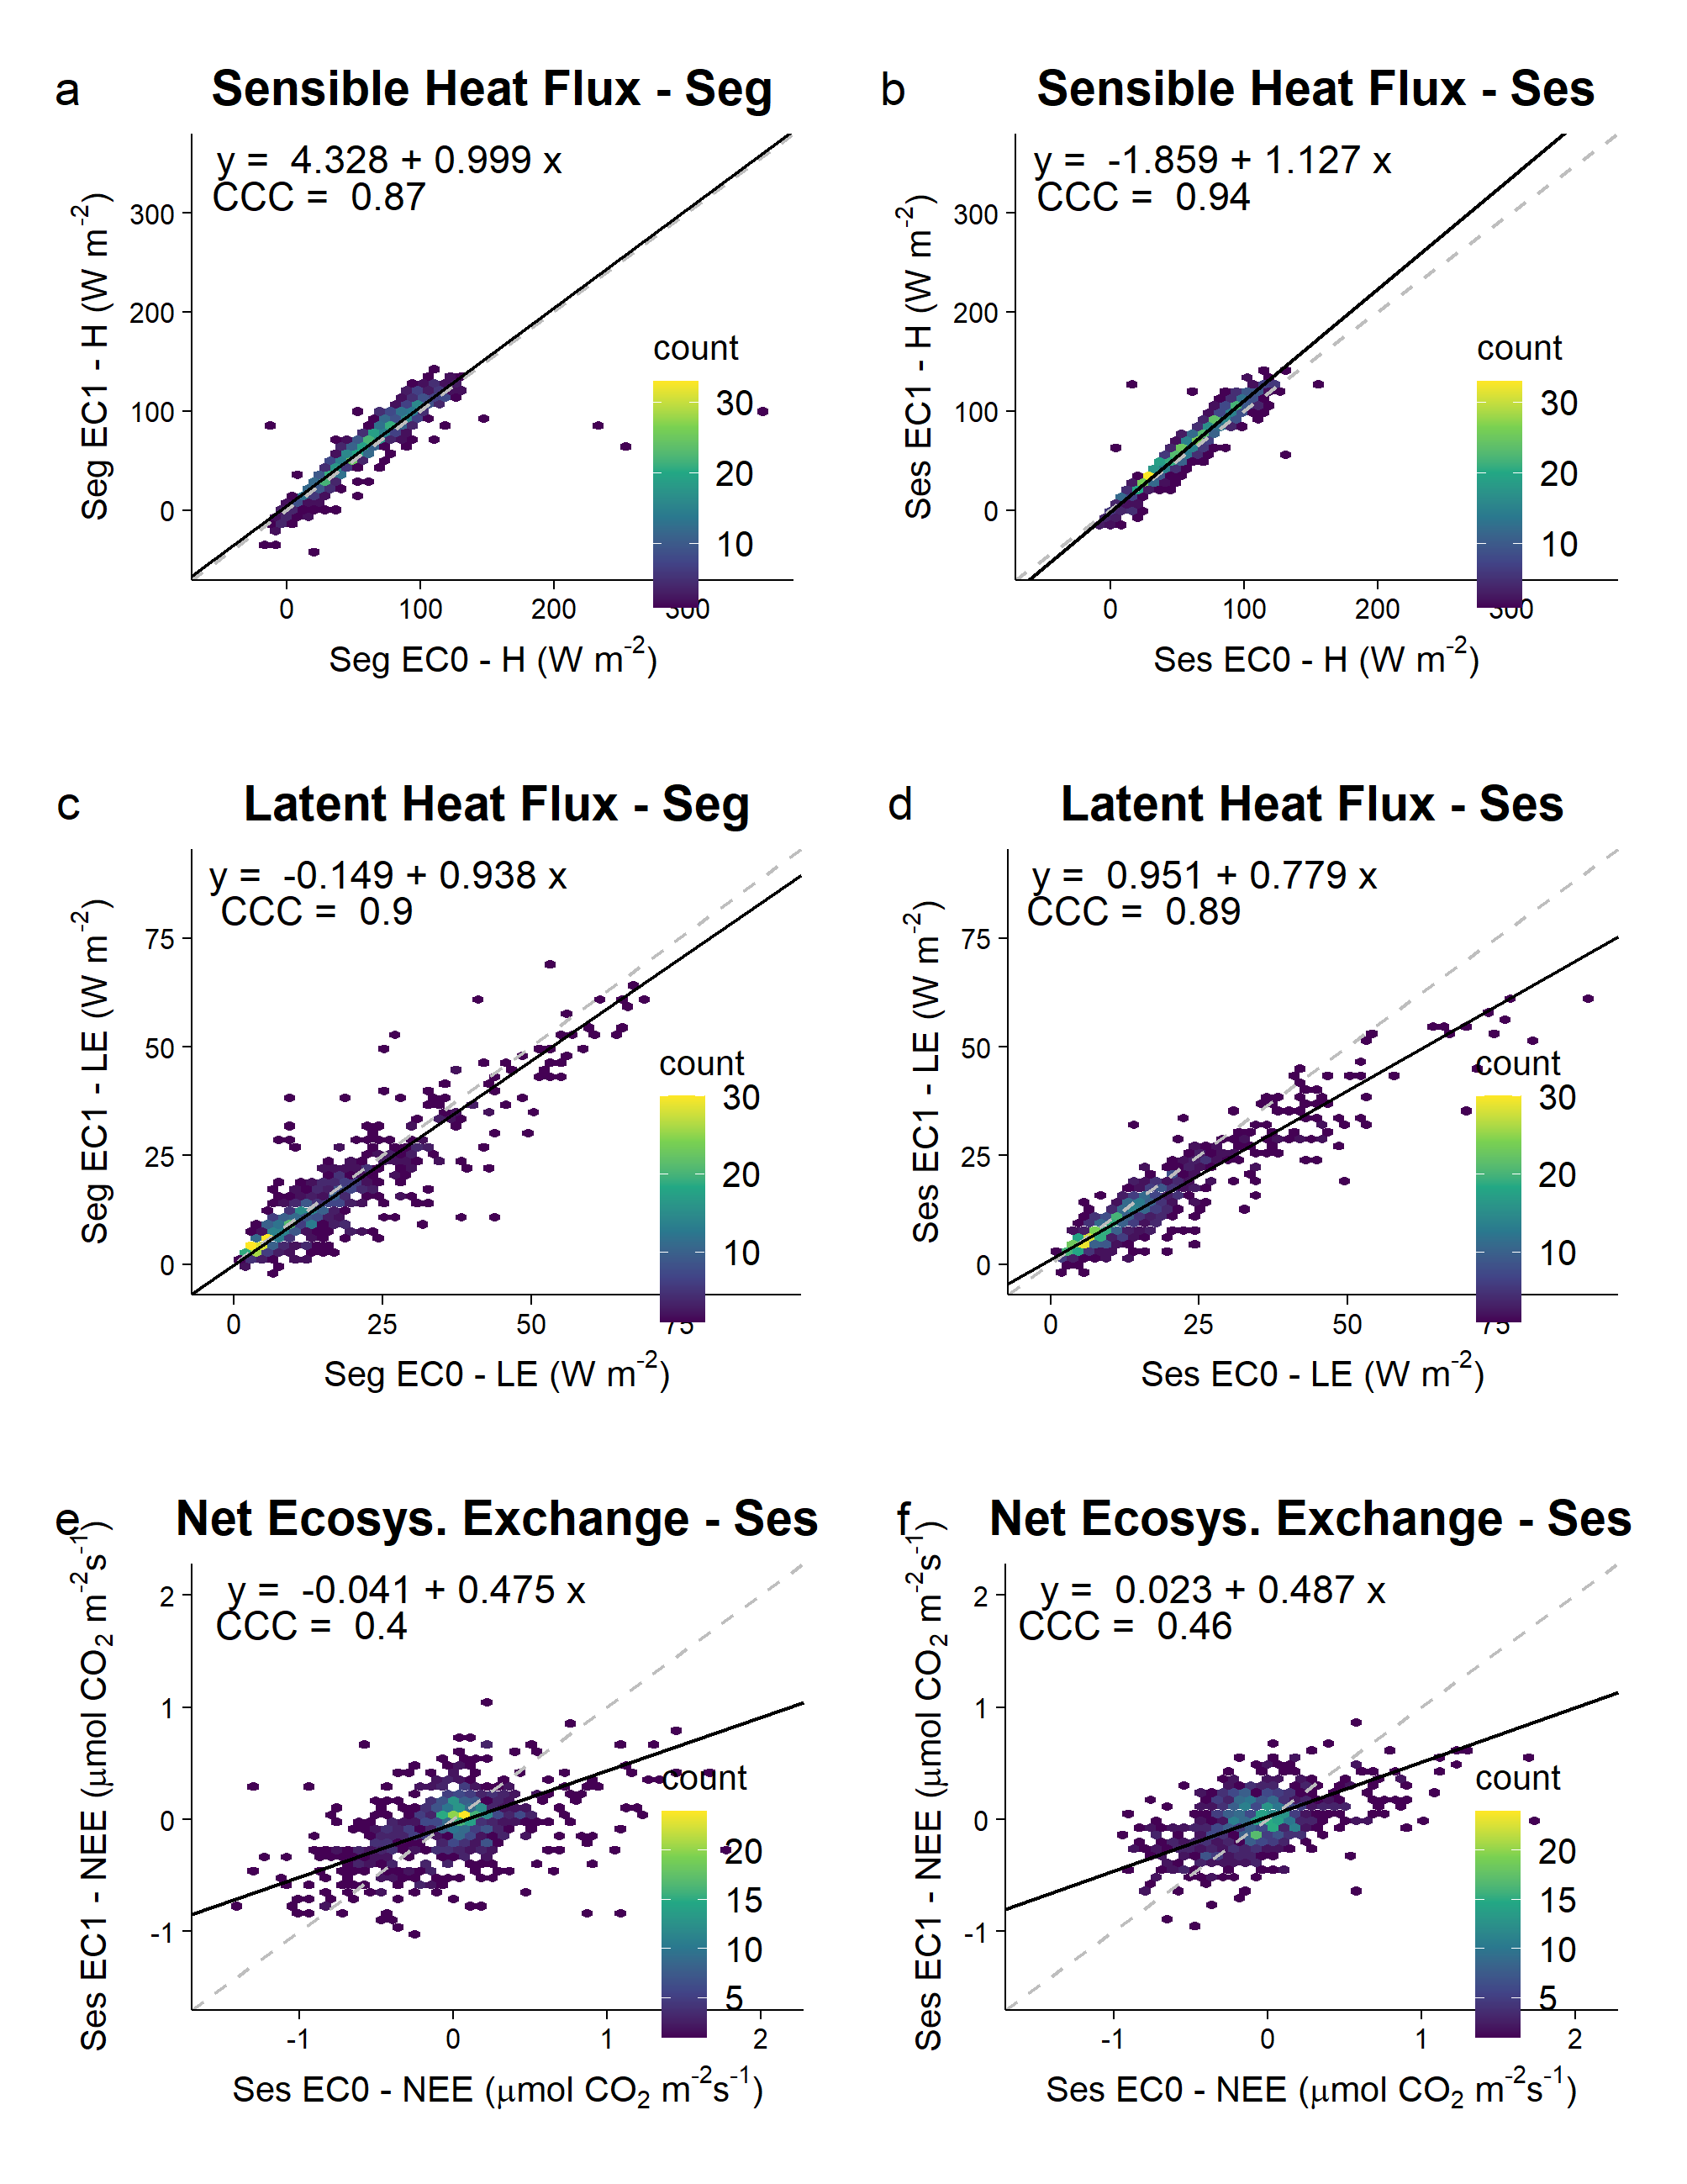 a
Sensible Heat Flux - Seg
y = 4.328 + 0.999 x
CCC = 0.87
Seg EC1 - H (W m⁻²)
300
200
100
0
count
30
20
10
0
100
200
300
Seg EC0 - H (W m⁻²)
b
Sensible Heat Flux - Ses
y = -1.859 + 1.127 x
CCC = 0.94
Ses EC1 - H (W m⁻²)
300
200
100
0
count
30
20
10
0
100
200
300
Ses EC0 - H (W m⁻²)
c
Latent Heat Flux - Seg
y = -0.149 + 0.938 x
CCC = 0.9
Seg EC1 - LE (W m⁻²)
75
50
25
0
count
30
20
10
0
25
50
75
Seg EC0 - LE (W m⁻²)
d
Latent Heat Flux - Ses
y = 0.951 + 0.779 x
CCC = 0.89
Ses EC1 - LE (W m⁻²)
75
50
25
0
count
30
20
10
0
25
50
75
Ses EC0 - LE (W m⁻²)
e
Net Ecosys. Exchange - Ses
y = -0.041 + 0.475 x
CCC = 0.4
Ses EC1 - NEE (μmol CO₂ m⁻²s⁻¹)
2
1
0
-1
count
20
15
10
5
-1
0
1
2
Ses EC0 - NEE (μmol CO₂ m⁻²s⁻¹)
f
Net Ecosys. Exchange - Ses
y = 0.023 + 0.487 x
CCC = 0.46
Ses EC1 - NEE (μmol CO₂ m⁻²s⁻¹)
2
1
0
-1
count
20
15
10
5
-1
0
1
2
Ses EC0 - NEE (μmol CO₂ m⁻²s⁻¹)